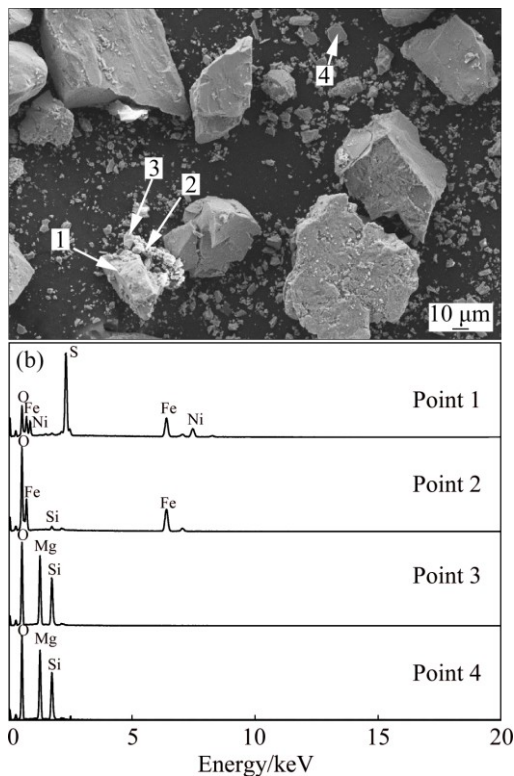 4
3
2
1
10 μm
(b)
S
O
Fe
Ni
Fe
Ni
Point 1
O
Fe
Si
Fe
Point 2
O
Mg
Si
Point 3
O
Mg
Si
Point 4
0 5 10 15 20
Energy/keV